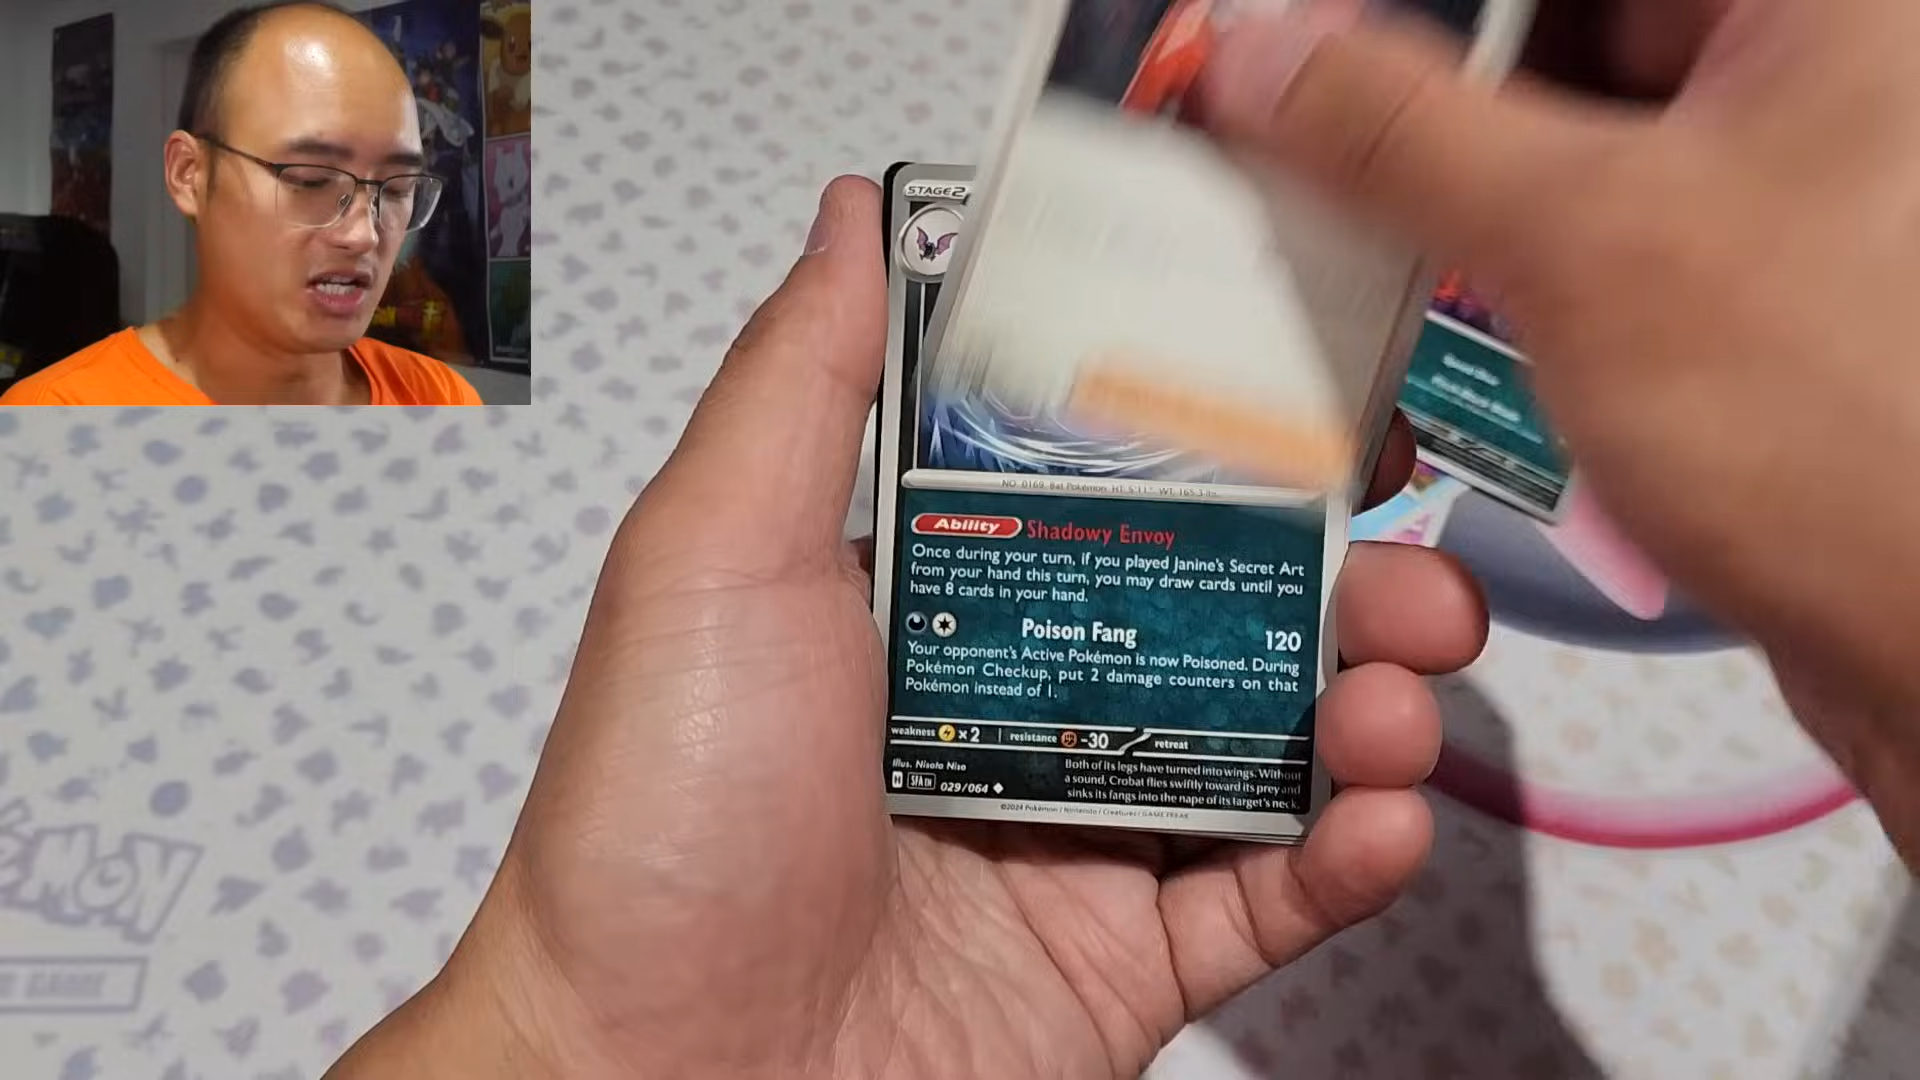 STAGE2
NO. 0169 Bat Pokémon HT: 5'11" WT: 165.3 lbs.
Ability Shadowy Envoy
Once during your turn, if you played Janine's Secret Art
from your hand this turn, you may draw cards until you
have 8 cards in your hand.
Poison Fang 120
Your opponent's Active Pokémon is now Poisoned. During
Pokémon Checkup, put 2 damage counters on that
Pokémon instead of 1.
weakness ×2 resistance -30 retreat
Illus. Nisota Niso
H SFA EN 029/064
Both of its legs have turned into wings. Without
a sound, Crobat flies swiftly toward its prey and
sinks its fangs into the nape of its target's neck.
©2024 Pokémon / Nintendo / Creatures / GAME FREAK
GAME